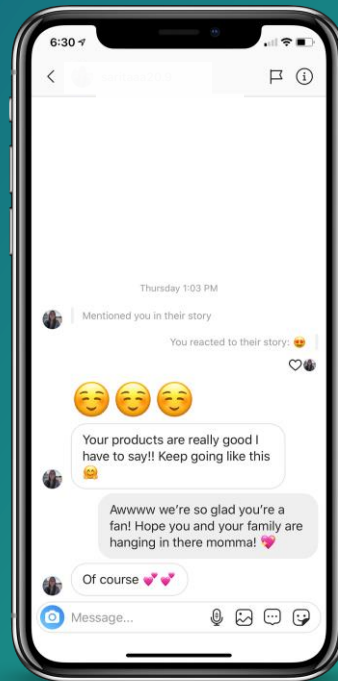 6:30
Thursday 1:03 PM
Mentioned you in their story
You reacted to their story: 😍
☺️☺️☺️
Your products are really good I
have to say!! Keep going like this
🤗
Awwww we're so glad you're a
fan! Hope you and your family are
hanging in there momma! 💖
Of course 💕💕
Message...